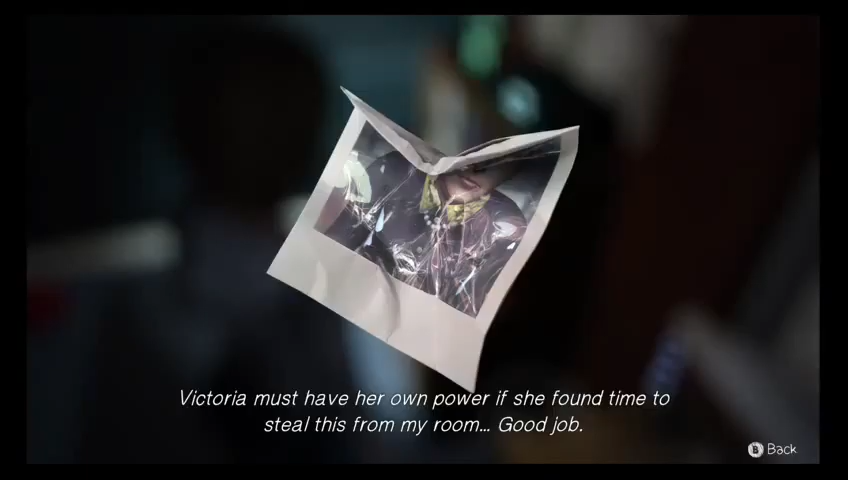 Victoria must have her own power if she found time to
steal this from my room... Good job.
B Back